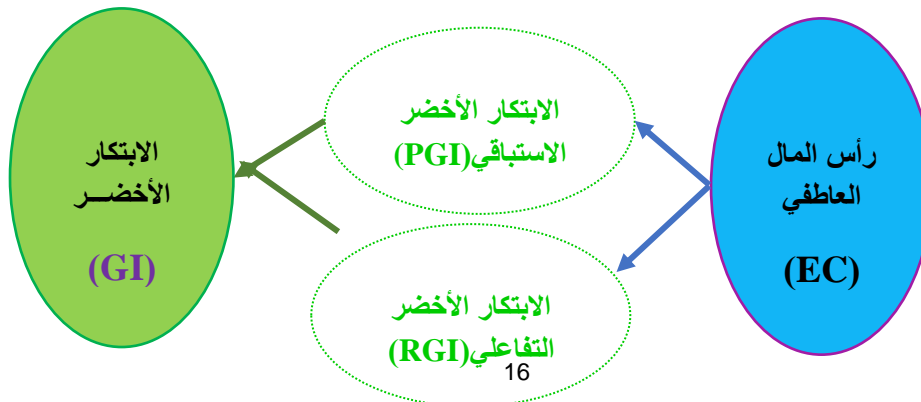 رأس المال
العاطفي
(EC)
الابتكار الأخضر
الاستباقي(PGI)
الابتكار الأخضر
التفاعلي(RGI)
الابتكار
الأخضـــر
(GI)
16